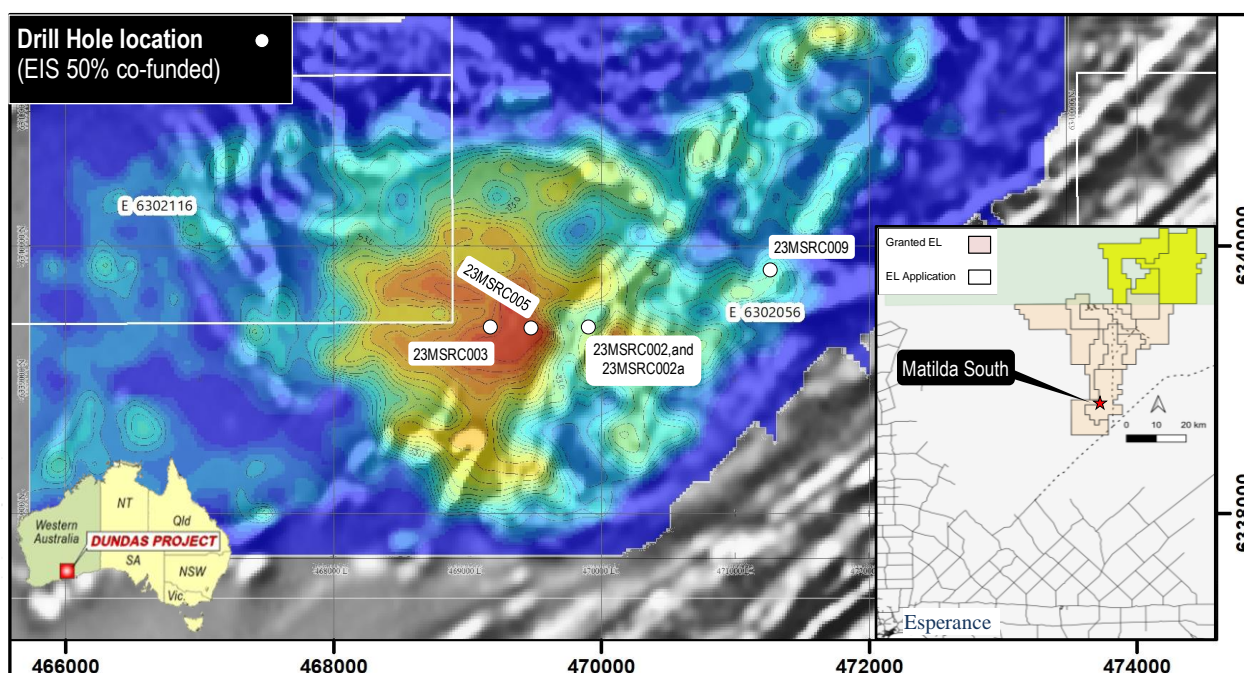 Drill Hole location
(EIS 50% co-funded)
E 6302116
23MSRC005
23MSRC009
E 6302056
23MSRC003
23MSRC002,and
23MSRC002a
6340000
6338000
Granted EL
EL Application
Matilda South
0 10 20 km
Esperance
Western
Australia
NT
Qld
SA
NSW
Vic.
DUNDAS PROJECT
468000 E
469000 E
470000 E
466000
468000
470000
472000
474000